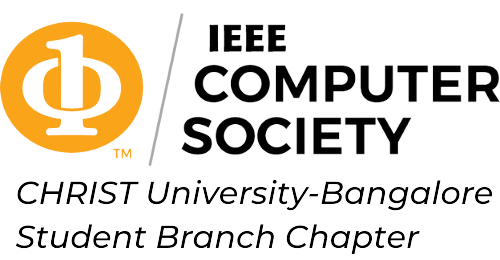 IEEE
COMPUTER
SOCIETY
TM
CHRIST University-Bangalore
Student Branch Chapter